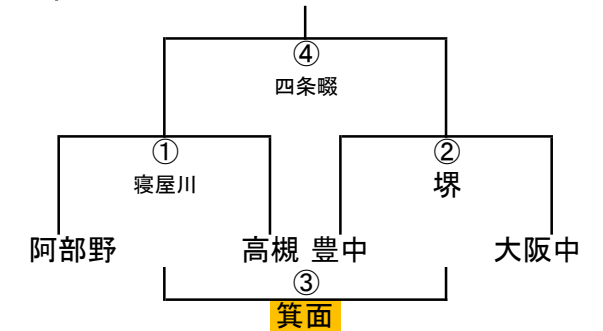 ④
四条畷
① ②
寝屋川 堺
阿部野 高槻 豊中 大阪中
③
箕面